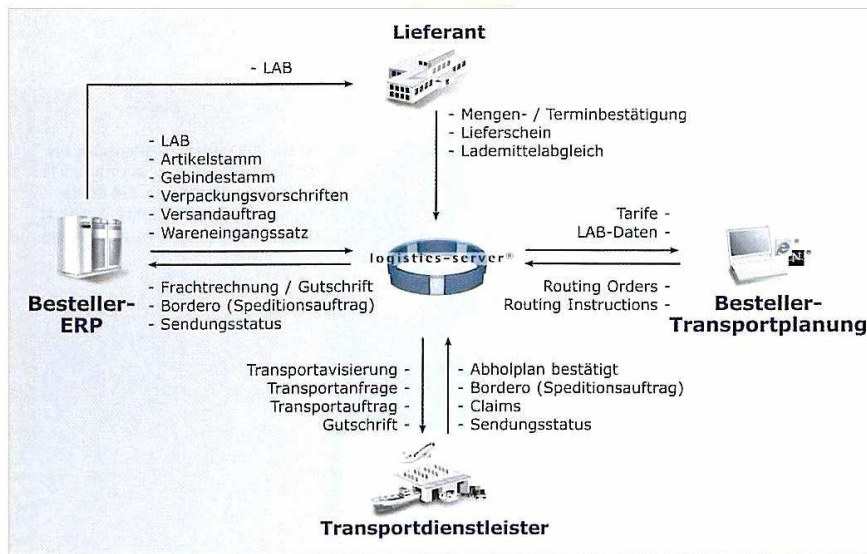 Lieferant
- LAB
- Mengen- / Terminbestätigung
- Lieferschein
- Lademittelabgleich
- LAB
- Artikelstamm
- Gebindestamm
- Verpackungsvorschriften
- Versandauftrag
- Wareneingangssatz
Tarife -
LAB-Daten -
logistics-server®
- Frachtrechnung / Gutschrift
- Bordero (Speditionsauftrag)
- Sendungsstatus
Besteller-
ERP
Routing Orders -
Routing Instructions -
Besteller-
Transportplanung
Transportavisierung -
Transportanfrage -
Transportauftrag -
Gutschrift -
- Abholplan bestätigt
- Bordero (Speditionsauftrag)
- Claims
- Sendungsstatus
Transportdienstleister